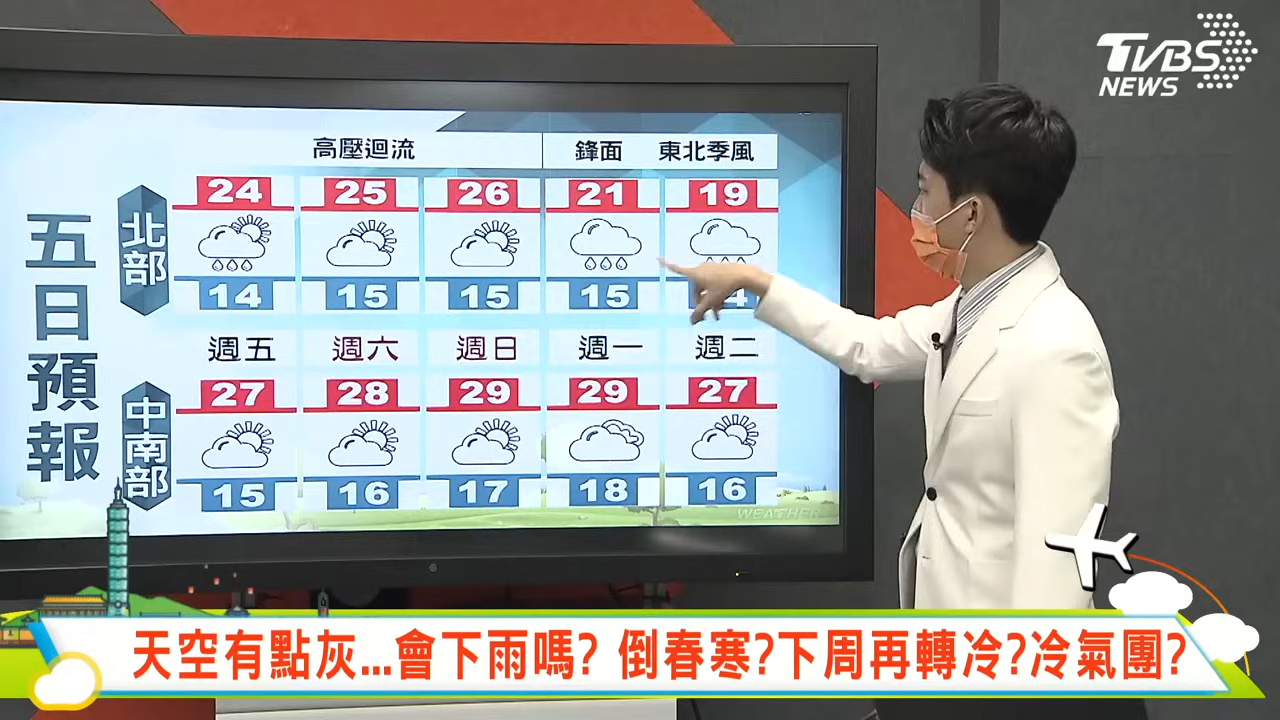 TVBS
NEWS
高壓迴流 鋒面 東北季風
五日預報
北部
24 25 26 21 19
14 15 15 15
週五 週六 週日 週一 週二
中南部
27 28 29 29 27
15 16 17 18 16
WEATHER
天空有點灰...會下雨嗎? 倒春寒?下周再轉冷?冷氣團?